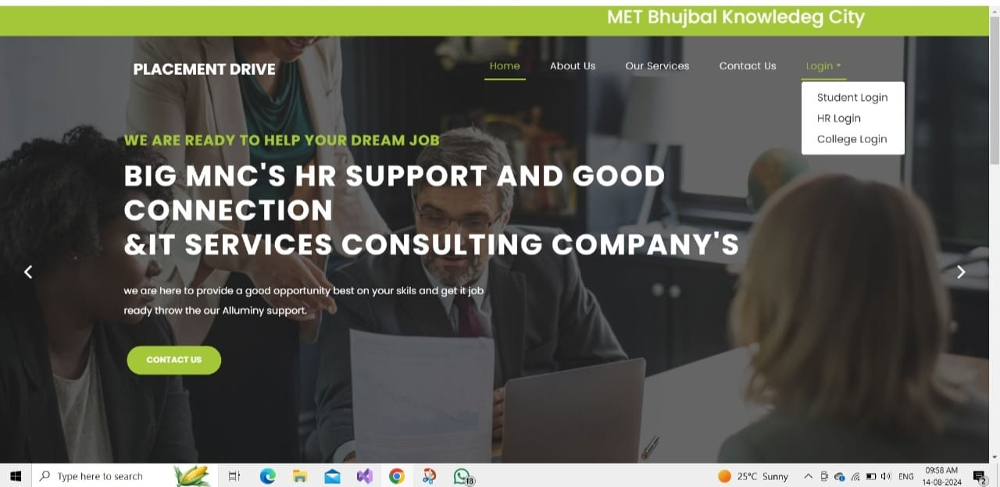 MET Bhujbal Knowledeg City
PLACEMENT DRIVE
Home About Us Our Services Contact Us Login
Student Login
HR Login
College Login
WE ARE READY TO HELP YOUR DREAM JOB
BIG MNC'S HR SUPPORT AND GOOD
CONNECTION
&IT SERVICES CONSULTING COMPANY'S
we are here to provide a good opportunity best on your skils and get it job
ready throw the our Alluminy support.
CONTACT US
Type here to search
18
25°C Sunny
ENG
09:58 AM
14-08-2024
2